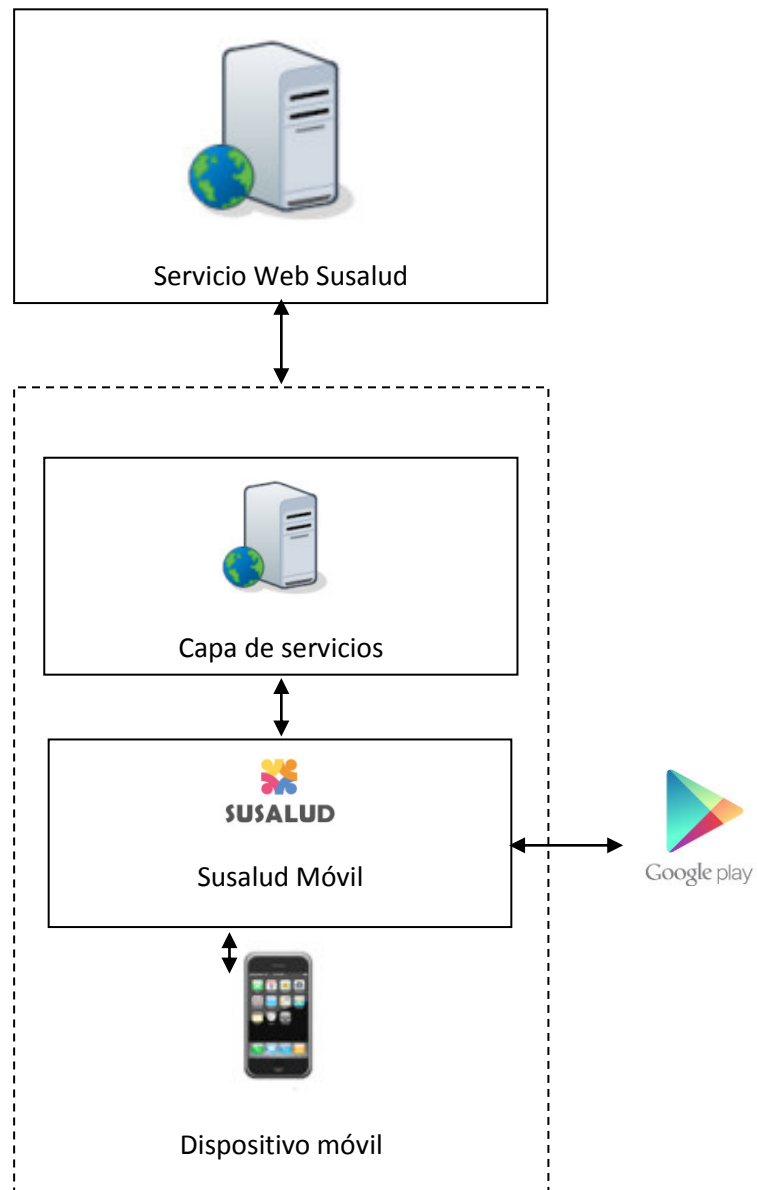 Servicio Web Susalud
Capa de servicios
SUSALUD
Susalud Móvil
Google play
Dispositivo móvil